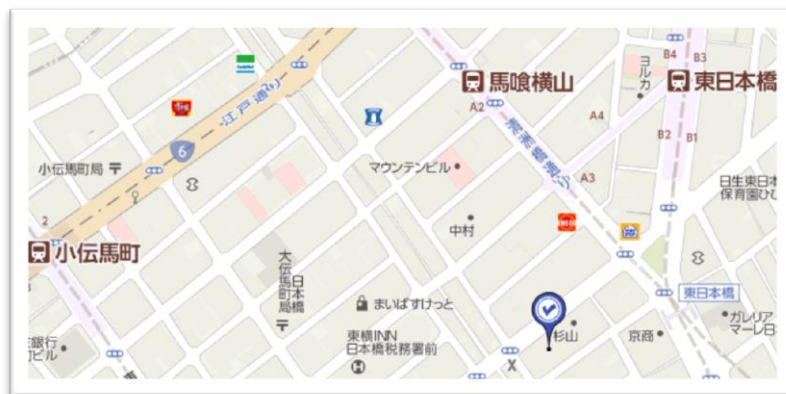 馬喰横山
東日本橋
ヨルカ
B4
B3
A2
A4
B2
B1
江戸通り
6
小伝馬町局
マウンテンビル
清洲橋通り
A3
日生東日本
保育園ひ
中村
2
小伝馬町
大伝馬町局
日本橋
まいばすけっと
東横INN
日本橋税務署前
杉山
京商
東日本橋
ガレリア
マーレ日
銀行
町ビル